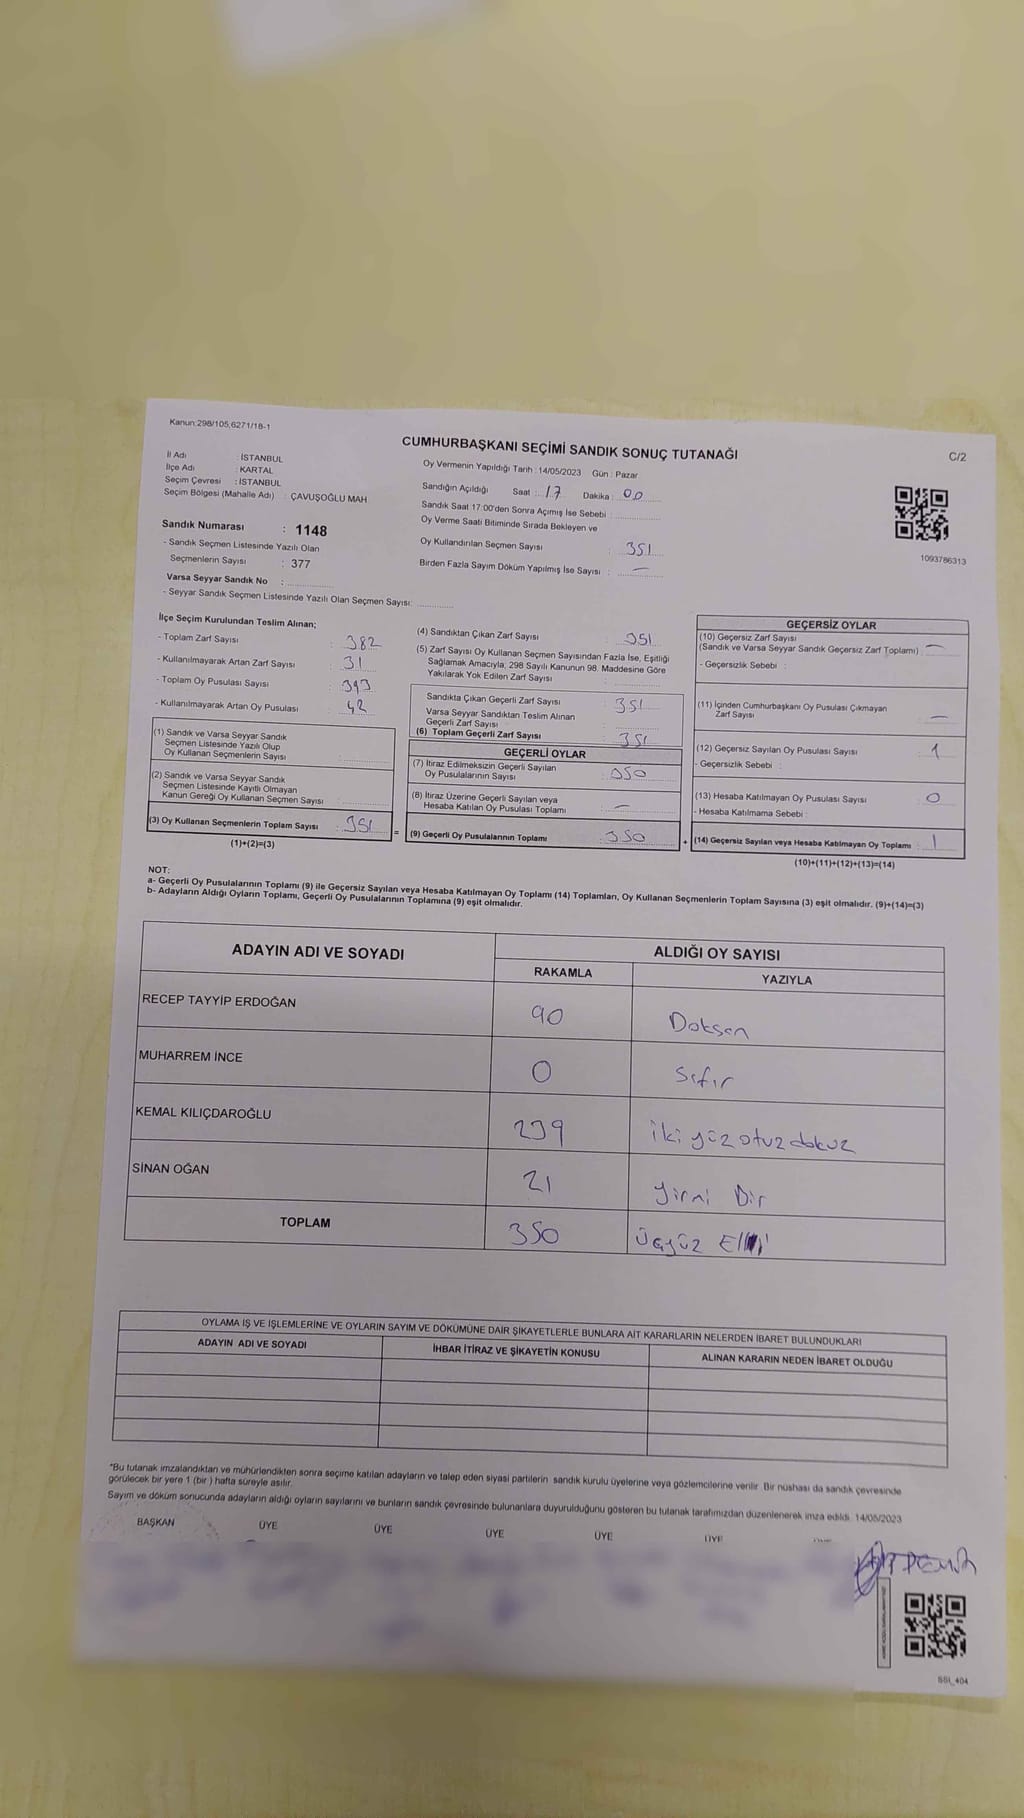 Kanun:298/105,6271/18-1
CUMHURBAŞKANI SEÇİMİ SANDIK SONUÇ TUTANAĞI
C/2
İl Adı : İSTANBUL
İlçe Adı : KARTAL
Seçim Çevresi : İSTANBUL
Seçim Bölgesi (Mahalle Adı) : ÇAVUŞOĞLU MAH
Sandık Numarası : 1148
- Sandık Seçmen Listesinde Yazılı Olan
Seçmenlerin Sayısı : 377
Varsa Seyyar Sandık No :
- Seyyar Sandık Seçmen Listesinde Yazılı Olan Seçmen Sayısı:
Oy Vermenin Yapıldığı Tarih : 14/05/2023 Gün : Pazar
Sandığın Açıldığı Saat : 17 Dakika : 00
Sandık Saat 17:00'den Sonra Açımış İse Sebebi :
Oy Verme Saati Bitiminde Sırada Bekleyen ve
Oy Kullandırılan Seçmen Sayısı : 351
Birden Fazla Sayım Döküm Yapılmış İse Sayısı : —
1093786313
İlçe Seçim Kurulundan Teslim Alınan;
- Toplam Zarf Sayısı : 382
- Kullanılmayarak Artan Zarf Sayısı : 31
- Toplam Oy Pusulası Sayısı : 393
- Kullanılmayarak Artan Oy Pusulası : 42
(1) Sandık ve Varsa Seyyar Sandık
Seçmen Listesinde Yazılı Olup
Oy Kullanan Seçmenlerin Sayısı :
(2) Sandık ve Varsa Seyyar Sandık
Seçmen Listesinde Kayıtlı Olmayan
Kanun Gereği Oy Kullanan Seçmen Sayısı :
(3) Oy Kullanan Seçmenlerin Toplam Sayısı : 351
(1)+(2)=(3)
=
(4) Sandıktan Çıkan Zarf Sayısı : 351
(5) Zarf Sayısı Oy Kullanan Seçmen Sayısından Fazla İse, Eşitliği
Sağlamak Amacıyla, 298 Sayılı Kanunun 98. Maddesine Göre
Yakılarak Yok Edilen Zarf Sayısı :
Sandıkta Çıkan Geçerli Zarf Sayısı : 351
Varsa Seyyar Sandıktan Teslim Alınan
Geçerli Zarf Sayısı :
(6) Toplam Geçerli Zarf Sayısı : 351
GEÇERLİ OYLAR
(7) İtiraz Edilmeksizin Geçerli Sayılan
Oy Pusulalarının Sayısı : 350
(8) İtiraz Üzerine Geçerli Sayılan veya
Hesaba Katılan Oy Pusulası Toplamı : —
(9) Geçerli Oy Pusulalarının Toplamı : 350
+
GEÇERSİZ OYLAR
(10) Geçersiz Zarf Sayısı
(Sandık ve Varsa Seyyar Sandık Geçersiz Zarf Toplamı) : —
- Geçersizlik Sebebi :
(11) İçinden Cumhurbaşkanı Oy Pusulası Çıkmayan
Zarf Sayısı : —
(12) Geçersiz Sayılan Oy Pusulası Sayısı : 1
- Geçersizlik Sebebi :
(13) Hesaba Katılmayan Oy Pusulası Sayısı : 0
- Hesaba Katılmama Sebebi :
(14) Geçersiz Sayılan veya Hesaba Katılmayan Oy Toplamı : 1
(10)+(11)+(12)+(13)=(14)
NOT:
a- Geçerli Oy Pusulalarının Toplamı (9) ile Geçersiz Sayılan veya Hesaba Katılmayan Oy Toplamı (14) Toplamları, Oy Kullanan Seçmenlerin Toplam Sayısına (3) eşit olmalıdır. (9)+(14)=(3)
b- Adayların Aldığı Oyların Toplamı, Geçerli Oy Pusulalarının Toplamına (9) eşit olmalıdır.
ADAYIN ADI VE SOYADI ALDIĞI OY SAYISI
RAKAMLA YAZIYLA
RECEP TAYYİP ERDOĞAN 90 Doksan
MUHARREM İNCE 0 Sıfır
KEMAL KILIÇDAROĞLU 239 iki yüz otuz dokuz
SİNAN OĞAN 21 yirmi Bir
TOPLAM 350 üçyüz Elli
OYLAMA İŞ VE İŞLEMLERİNE VE OYLARIN SAYIM VE DÖKÜMÜNE DAİR ŞİKAYETLERLE BUNLARA AİT KARARLARIN NELERDEN İBARET BULUNDUKLARI
ADAYIN ADI VE SOYADI İHBAR İTİRAZ VE ŞİKAYETİN KONUSU ALINAN KARARIN NEDEN İBARET OLDUĞU
*Bu tutanak imzalandıktan ve mühürlendikten sonra seçime katılan adayların ve talep eden siyasi partilerin sandık kurulu üyelerine veya gözlemcilerine verilir. Bir nüshası da sandık çevresinde
görülecek bir yere 1 (bir ) hafta süreyle asılır.
Sayım ve döküm sonucunda adayların aldığı oyların sayılarını ve bunların sandık çevresinde bulunanlara duyurulduğunu gösteren bu tutanak tarafımızdan düzenlenerek imza edildi. 14/05/2023
BAŞKAN ÜYE ÜYE ÜYE ÜYE ÜYE
SSI_404